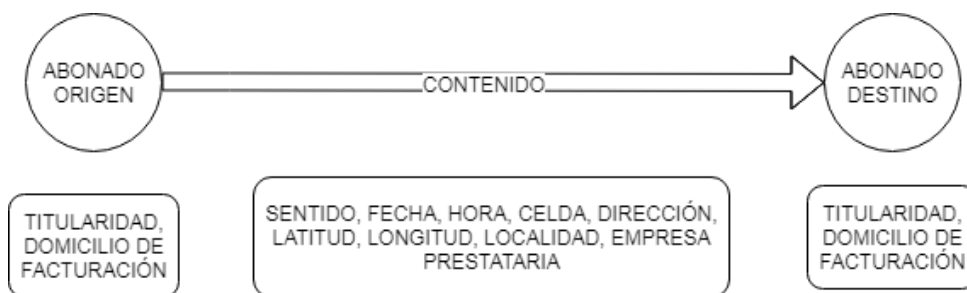 ABONADO
ORIGEN
CONTENIDO
ABONADO
DESTINO
TITULARIDAD,
DOMICILIO DE
FACTURACIÓN
SENTIDO, FECHA, HORA, CELDA, DIRECCIÓN,
LATITUD, LONGITUD, LOCALIDAD, EMPRESA
PRESTATARIA
TITULARIDAD,
DOMICILIO DE
FACTURACIÓN